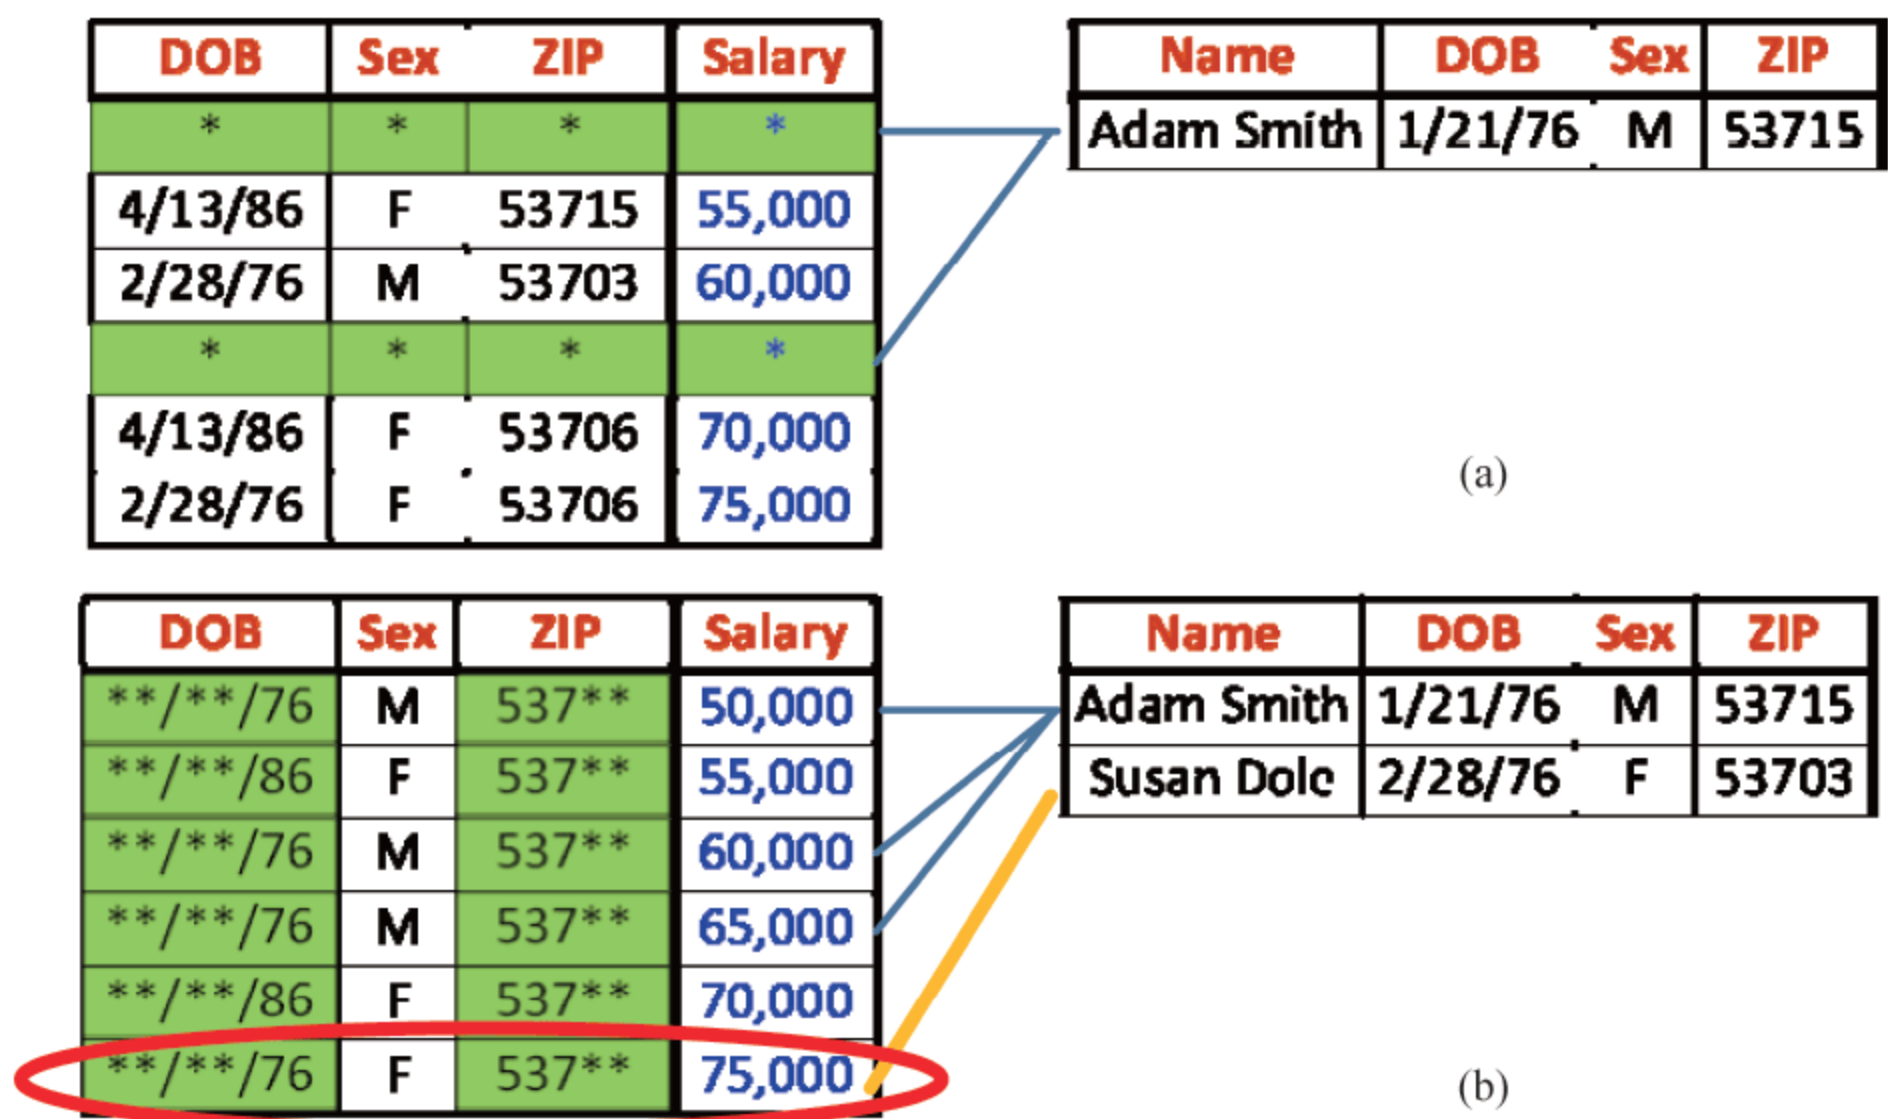 DOB Sex ZIP Salary
* * * *
4/13/86 F 53715 55,000
2/28/76 M 53703 60,000
* * * *
4/13/86 F 53706 70,000
2/28/76 F 53706 75,000
Name DOB Sex ZIP
Adam Smith 1/21/76 M 53715
(a)
DOB Sex ZIP Salary
**/**/76 M 537** 50,000
**/**/86 F 537** 55,000
**/**/76 M 537** 60,000
**/**/76 M 537** 65,000
**/**/86 F 537** 70,000
**/**/76 F 537** 75,000
Name DOB Sex ZIP
Adam Smith 1/21/76 M 53715
Susan Dole 2/28/76 F 53703
(b)